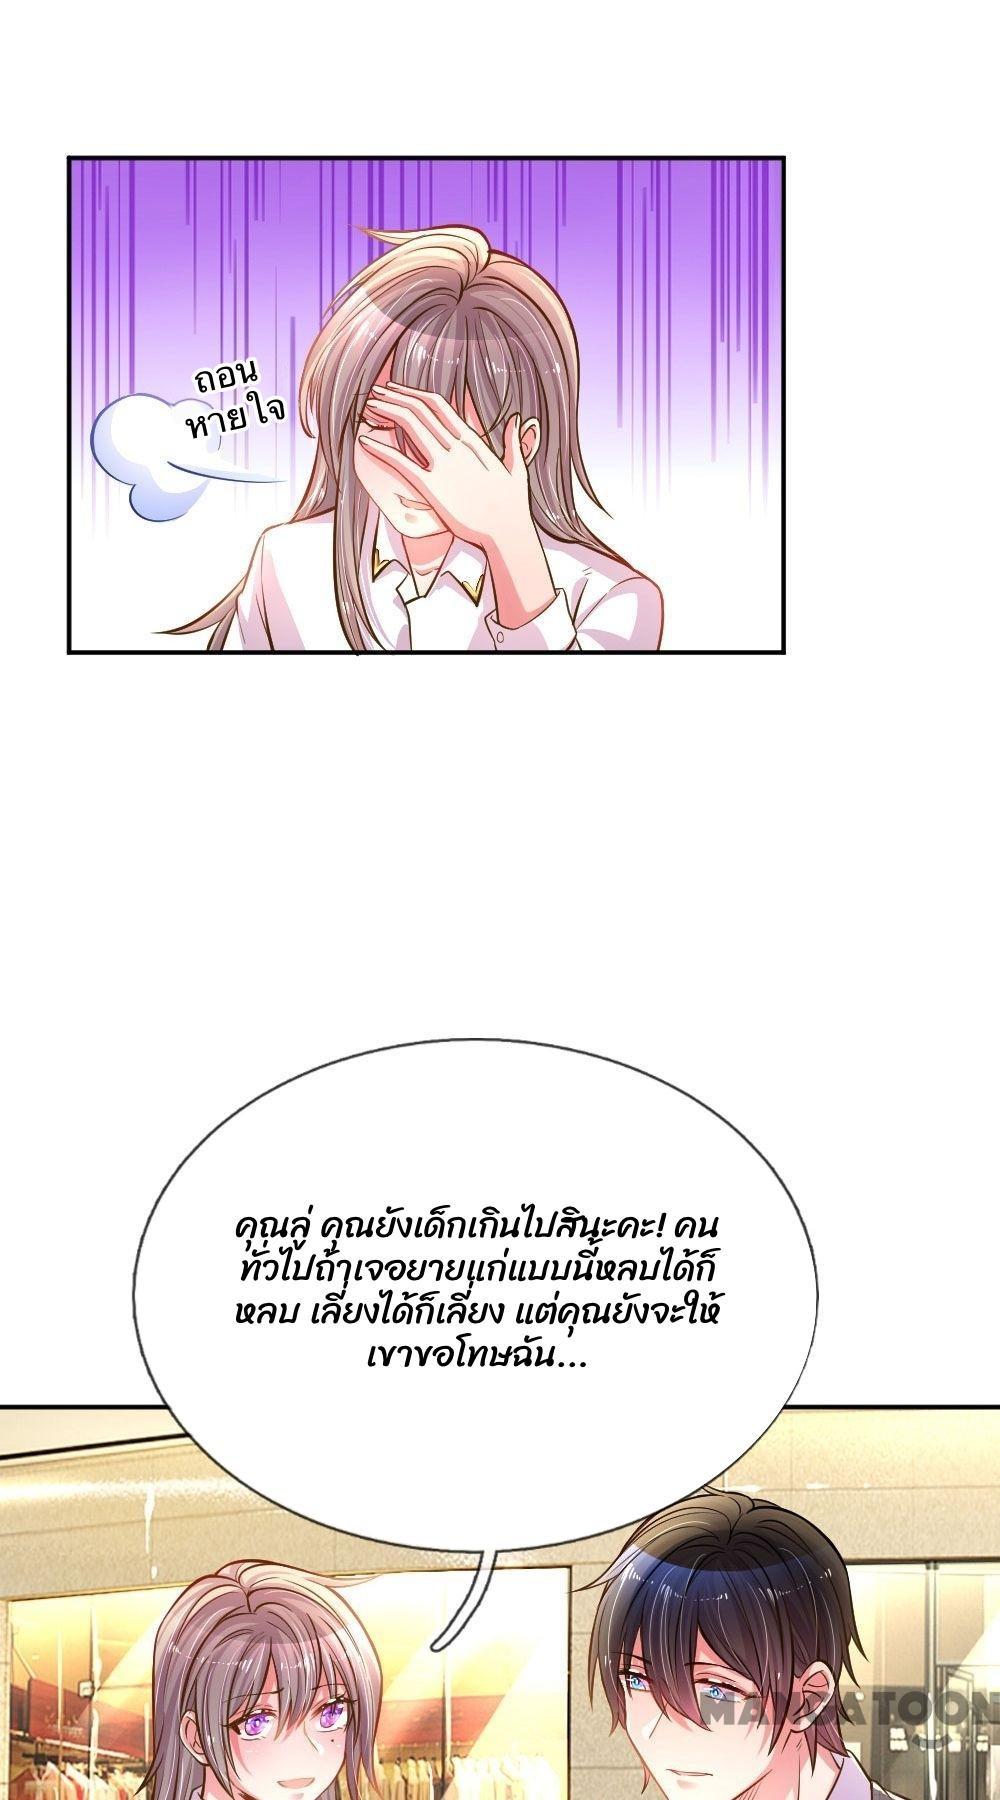 ถอน
หายใจ
คุณลู่ คุณยังเด็กเกินไปสินะคะ! คน
ทั่วไปถ้าเจอยายแก่แบบนี้หลบได้ก็
หลบ เลี่ยงได้ก็เลี่ยง แต่คุณยังจะให้
เขาขอโทษฉัน...
MANGATOON